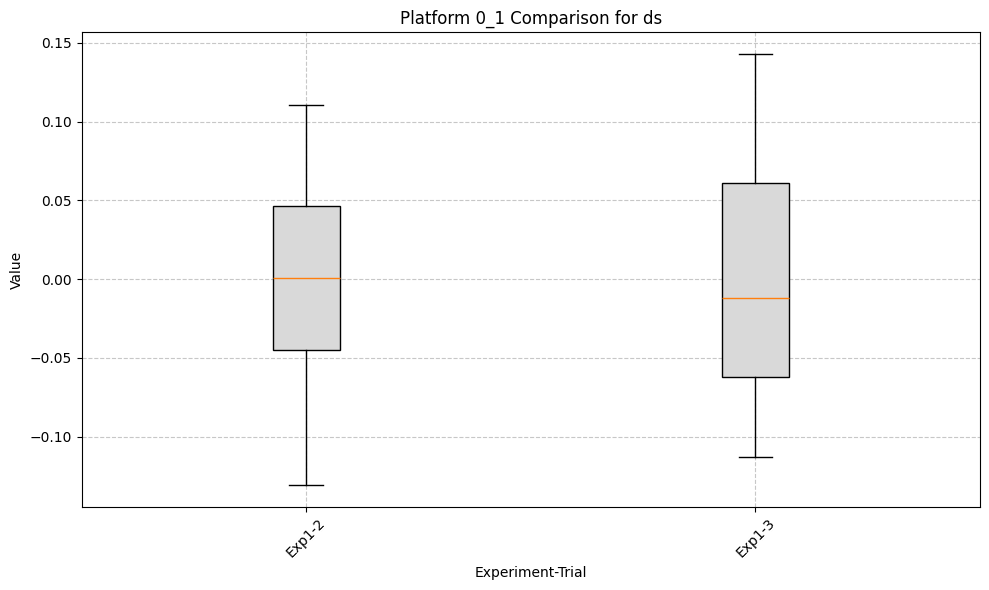 Platform 0_1 Comparison for ds
0.15
0.10
0.05
0.00
−0.05
−0.10
Value
Exp1-2
Exp1-3
Experiment-Trial